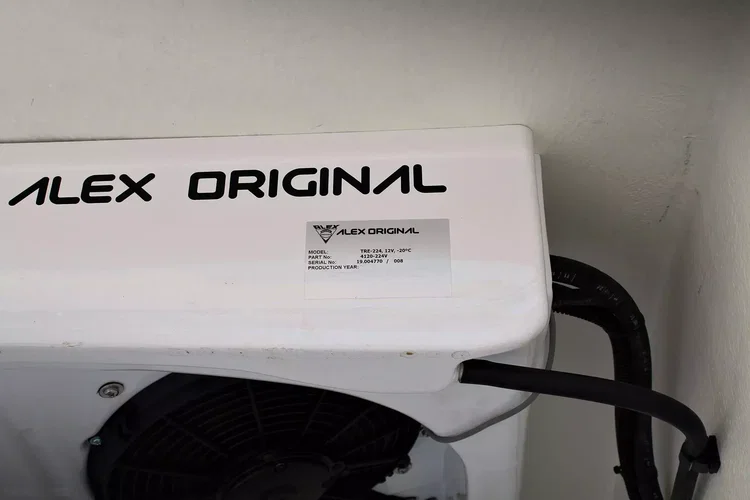 ALEX ORIGINAL
ALEX
ALEX ORIGINAL
MODEL: TRE-224, 12V, -20°C
PART No: 4120-224V
SERIAL No: 19.004770 / 008
PRODUCTION YEAR: